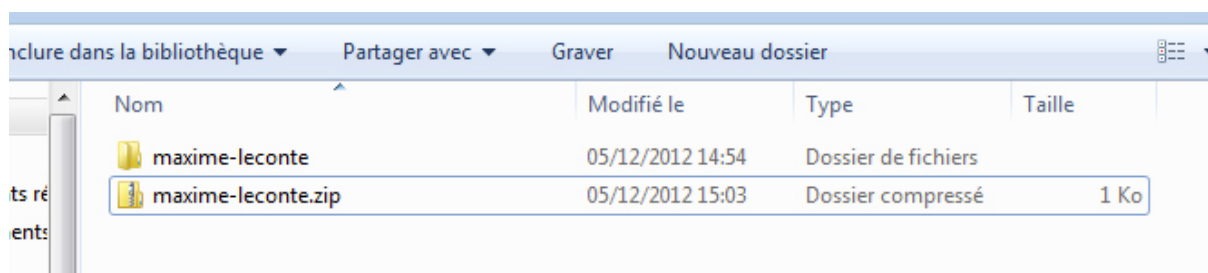 nclure dans la bibliothèque Partager avec Graver Nouveau dossier
Nom Modifié le Type Taille
maxime-leconte 05/12/2012 14:54 Dossier de fichiers
ts ré maxime-leconte.zip 05/12/2012 15:03 Dossier compressé 1 Ko
ents